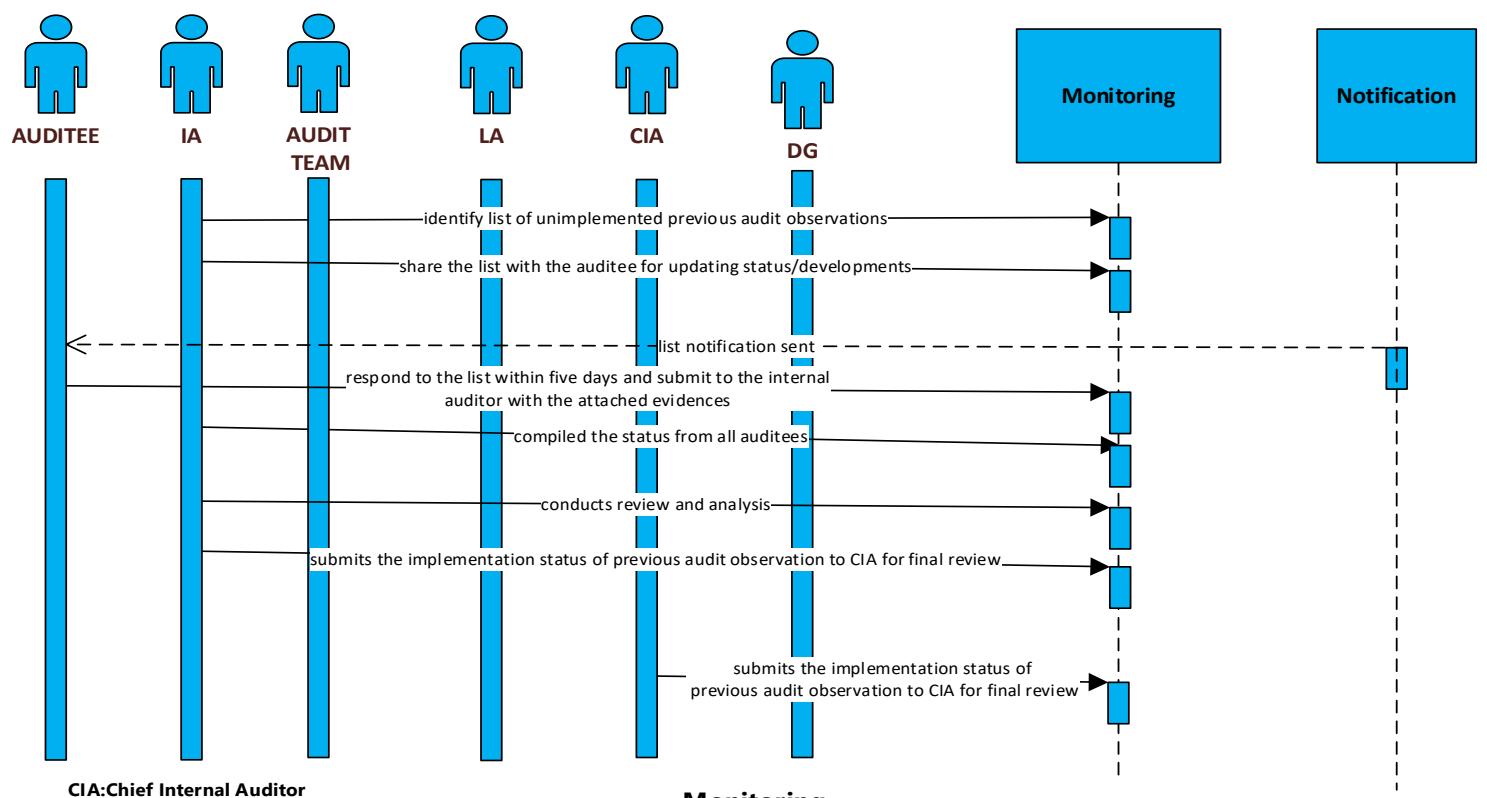 AUDITEE
IA
AUDIT
TEAM
LA
CIA
DG
Monitoring
Notification
identify list of unimplemented previous audit observations
share the list with the auditee for updating status/developments
list notification sent
respond to the list within five days and submit to the internal
auditor with the attached evidences
compiled the status from all auditees
conducts review and analysis
submits the implementation status of previous audit observation to CIA for final review
submits the implementation status of
previous audit observation to CIA for final review
CIA:Chief Internal Auditor
Monitoring